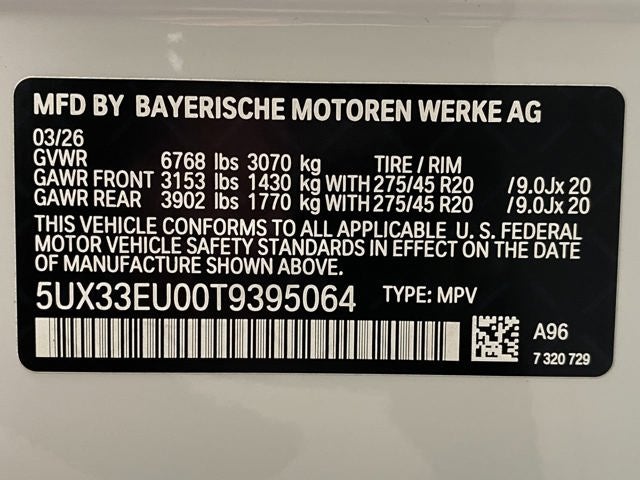 MFD BY BAYERISCHE MOTOREN WERKE AG
03/26
GVWR 6768 lbs 3070 kg TIRE / RIM
GAWR FRONT 3153 lbs 1430 kg WITH 275/45 R20 /9.0Jx 20
GAWR REAR 3902 lbs 1770 kg WITH 275/45 R20 /9.0Jx 20
THIS VEHICLE CONFORMS TO ALL APPLICABLE U. S. FEDERAL
MOTOR VEHICLE SAFETY STANDARDS IN EFFECT ON THE DATE
OF MANUFACTURE SHOWN ABOVE.
5UX33EU00T9395064 TYPE: MPV
A96
7 320 729